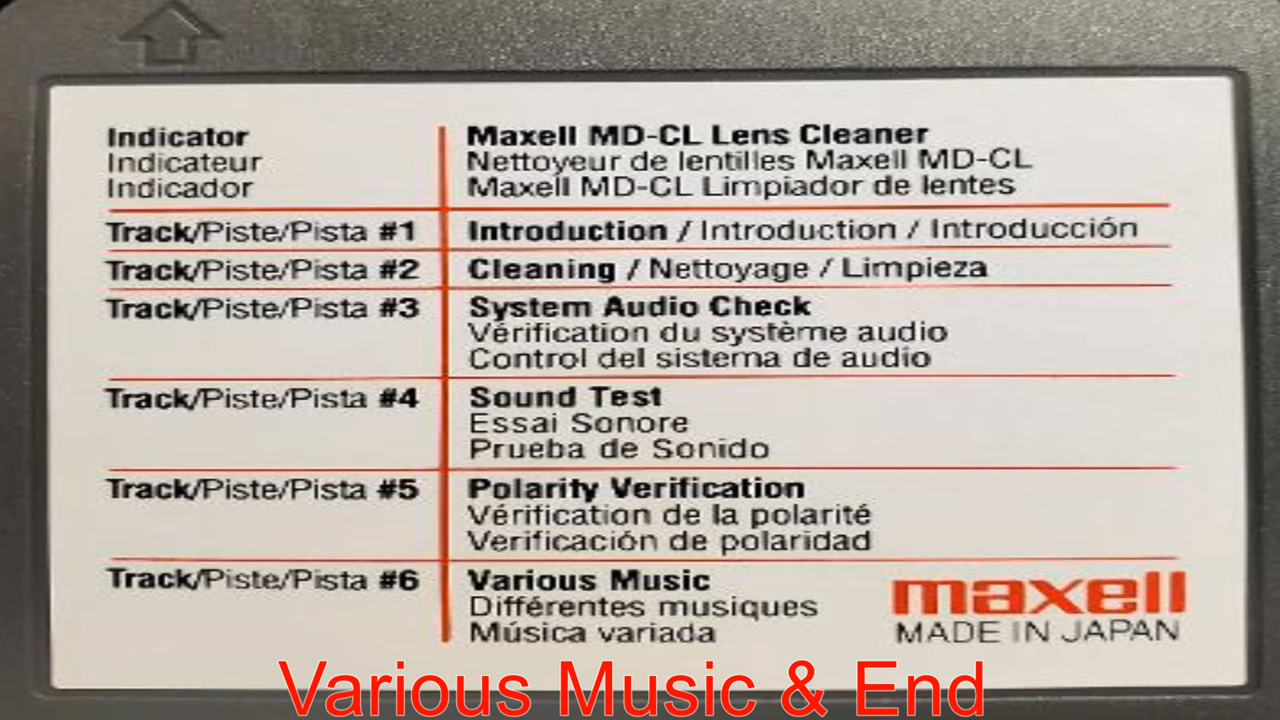 Indicator
Indicateur
Indicador
Maxell MD-CL Lens Cleaner
Nettoyeur de lentilles Maxell MD-CL
Maxell MD-CL Limpiador de lentes
Track/Piste/Pista #1
Introduction / Introduction / Introducción
Track/Piste/Pista #2
Cleaning / Nettoyage / Limpieza
Track/Piste/Pista #3
System Audio Check
Vérification du système audio
Control del sistema de audio
Track/Piste/Pista #4
Sound Test
Essai Sonore
Prueba de Sonido
Track/Piste/Pista #5
Polarity Verification
Vérification de la polarité
Verificación de polaridad
Track/Piste/Pista #6
Various Music
Différentes musiques
Música variada
maxell
MADE IN JAPAN
Various Music & End